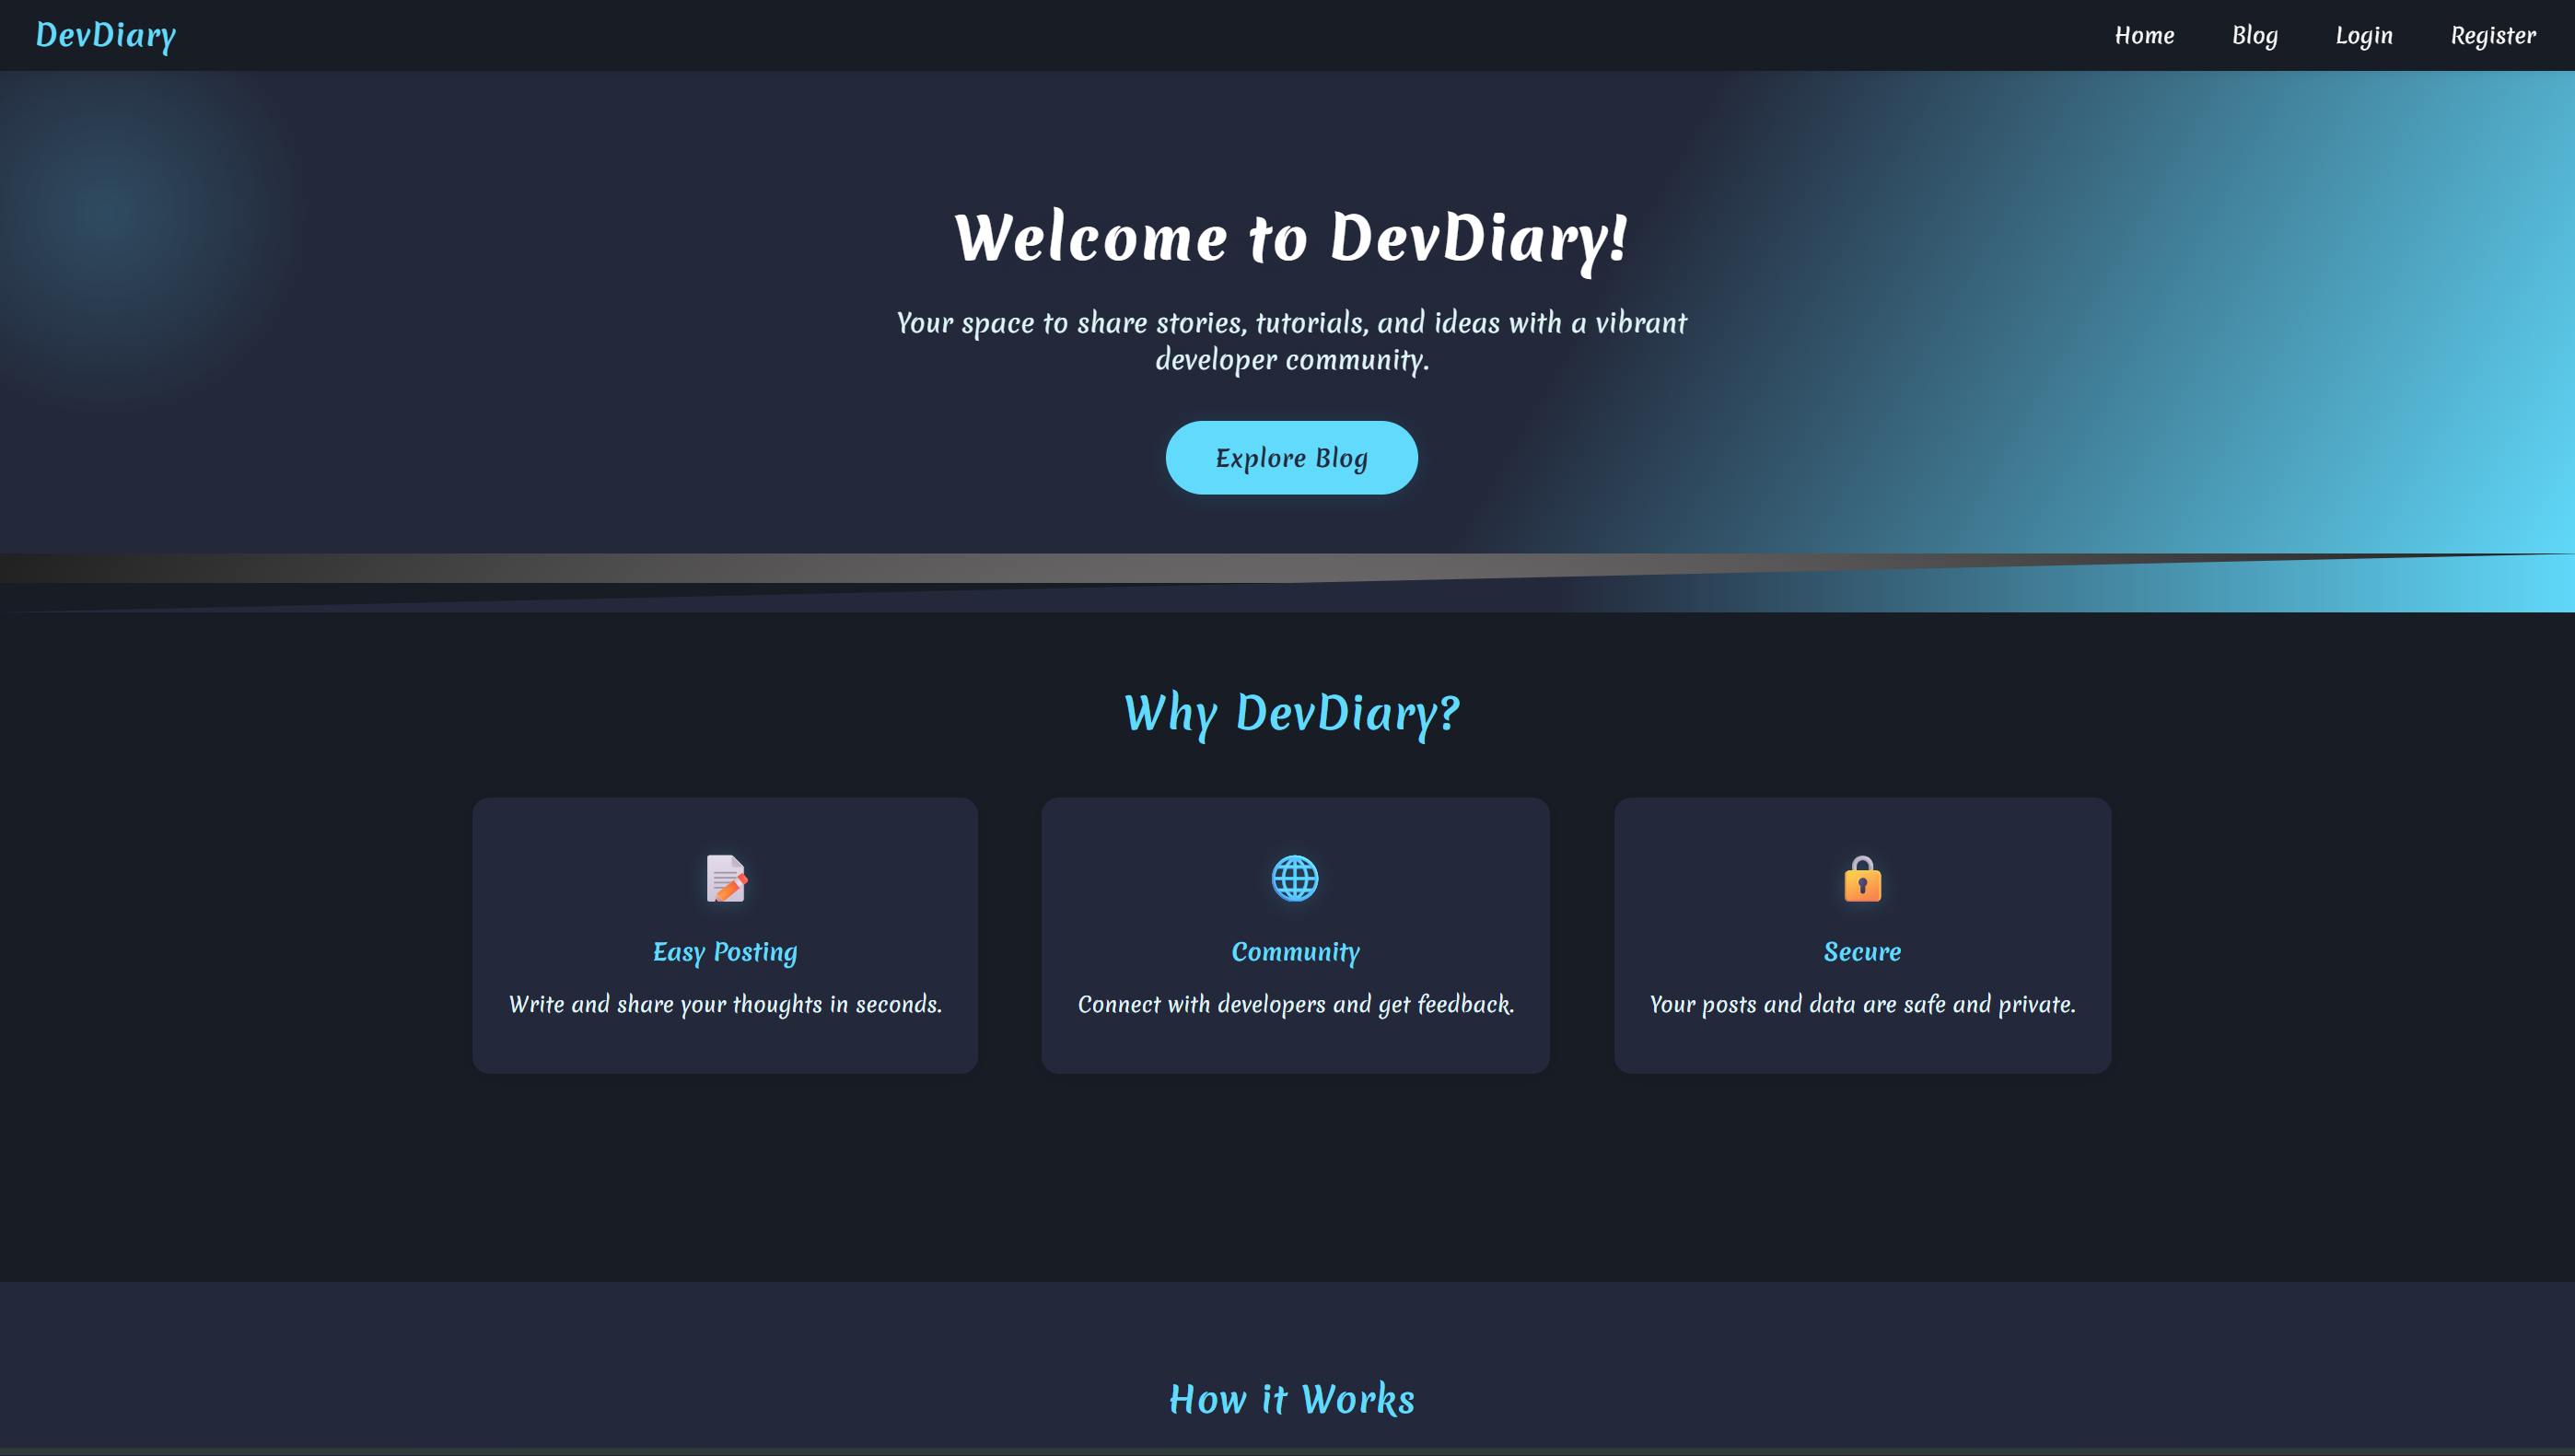 DevDiary
Home Blog Login Register
Welcome to DevDiary!
Your space to share stories, tutorials, and ideas with a vibrant
developer community.
Explore Blog
Why DevDiary?
Easy Posting
Write and share your thoughts in seconds.
Community
Connect with developers and get feedback.
Secure
Your posts and data are safe and private.
How it Works